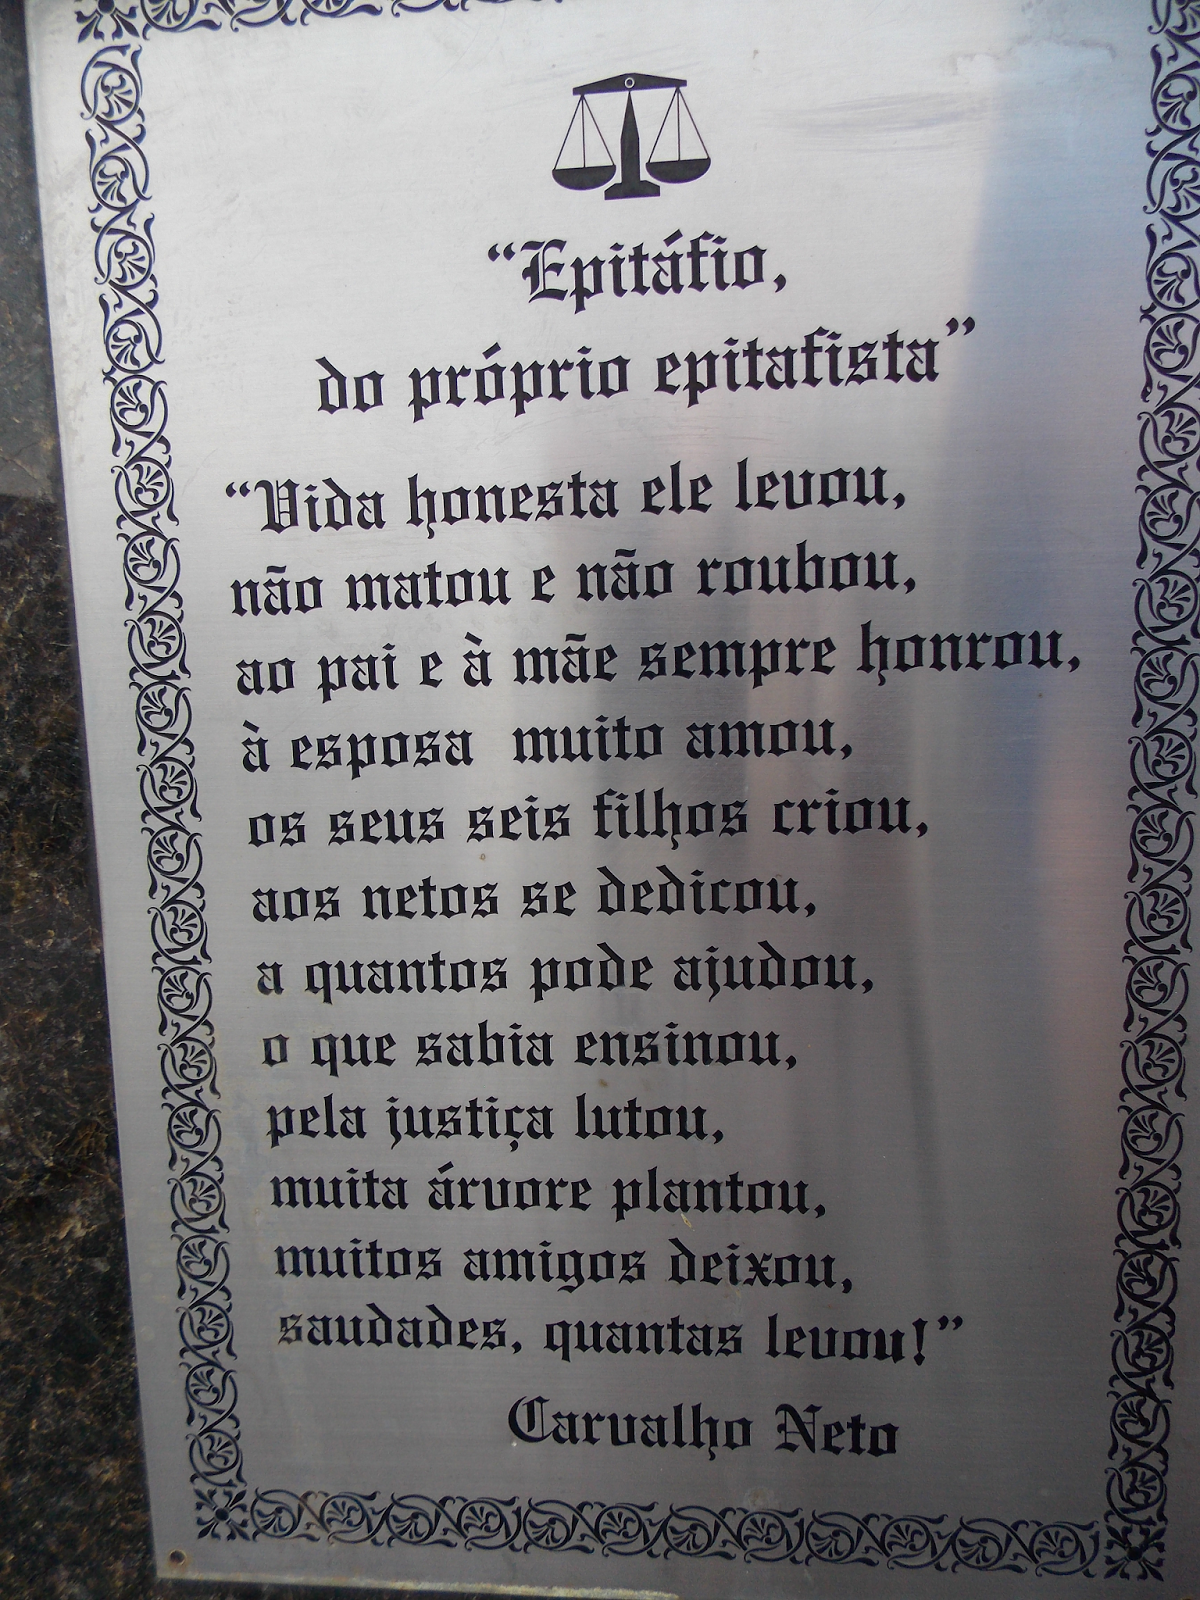 “Epitáfio,
do próprio epitafista”
“Vida honesta ele levou,
não matou e não roubou,
ao pai e à mãe sempre honrou,
à esposa muito amou,
os seus seis filhos criou,
aos netos se dedicou,
a quantos pode ajudou,
o que sabia ensinou,
pela justiça lutou,
muita árvore plantou,
muitos amigos deixou,
saudades, quantas levou!”
Carvalho Neto